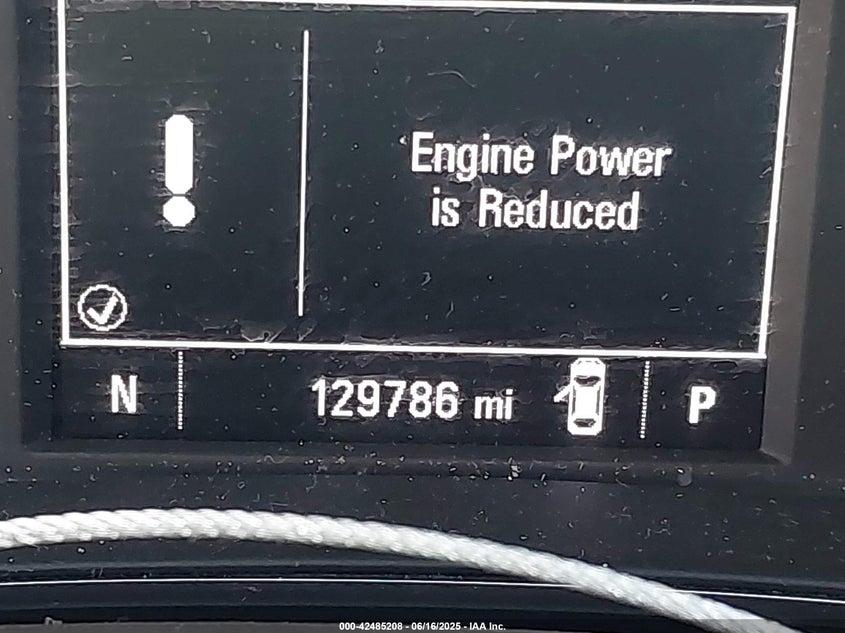 Engine Power
is Reduced
N 129786 mi P
000-42485208 - 06/16/2025 - IAA Inc.